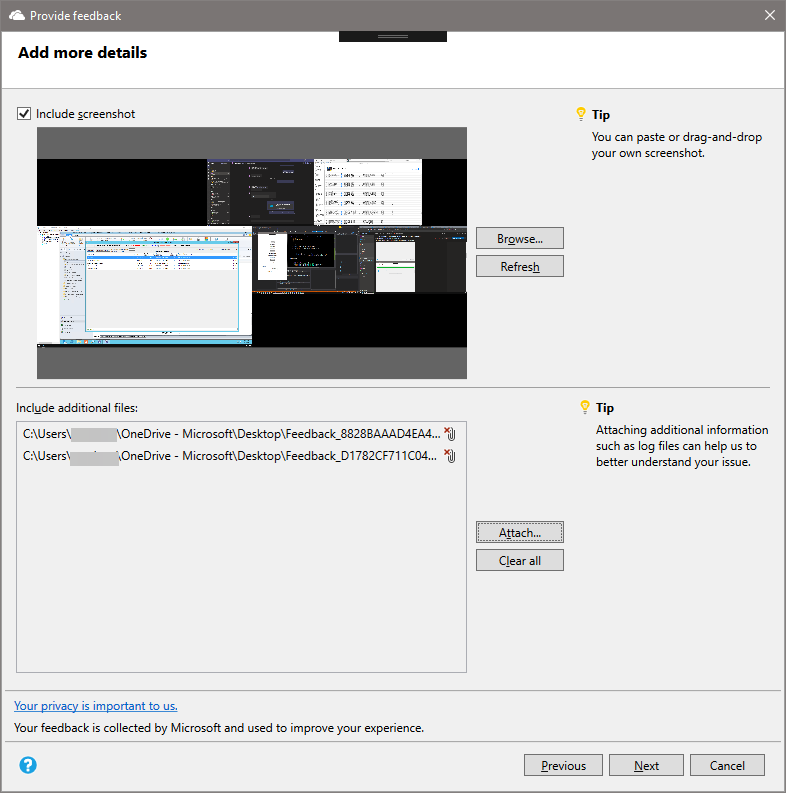 Provide feedback
Add more details
Include screenshot
Tip
You can paste or drag-and-drop
your own screenshot.
Browse...
Refresh
Include additional files:
Tip
C:\Users\ \OneDrive - Microsoft\Desktop\Feedback_8828BAAAD4EA4...
C:\Users\ \OneDrive - Microsoft\Desktop\Feedback_D1782CF711C04...
Attaching additional information
such as log files can help us to
better understand your issue.
Attach...
Clear all
Your privacy is important to us.
Your feedback is collected by Microsoft and used to improve your experience.
Previous
Next
Cancel